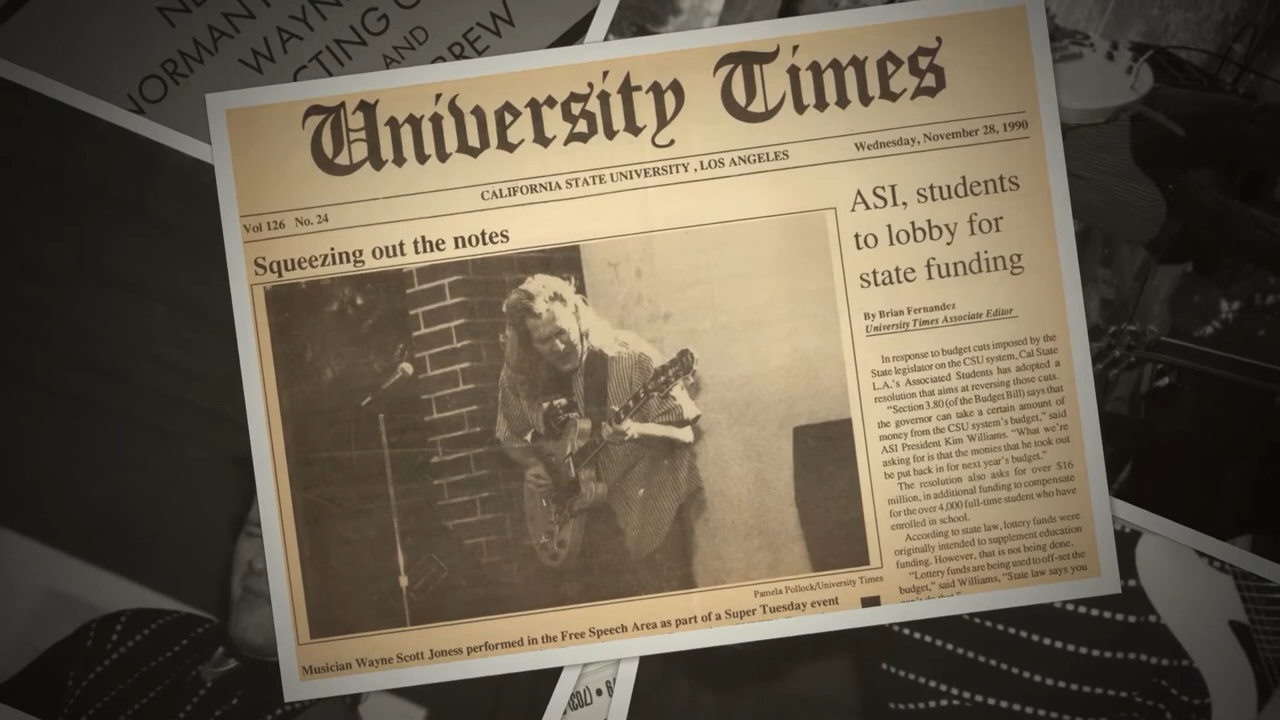 NORMAN
WAYN
CTING
AND
University Times
CALIFORNIA STATE UNIVERSITY , LOS ANGELES
Wednesday, November 28, 1990
Vol 126 No. 24
Squeezing out the notes
Pamela Pollock/University Times
Musician Wayne Scott Joness performed in the Free Speech Area as part of a Super Tuesday event
ASI, students
to lobby for
state funding
By Brian Fernandez
University Times Associate Editor
In response to budget cuts imposed by the
State legislator on the CSU system, Cal State
L.A.'s Associated Students has adopted a
resolution that aims at reversing those cuts.
"Section 3.80 (of the Budget Bill) says that
the governor can take a certain amount of
money from the CSU system's budget," said
ASI President Kim Williams. "What we're
asking for is that the monies that he took out
be put back in for next year's budget."
The resolution also asks for over $16
million, in additional funding to compensate
for the over 4,000 full-time student who have
enrolled in school.
According to state law, lottery funds were
originally intended to supplement education
funding. However, that is not being done.
"Lottery funds are being used to off-set the
budget," said Williams, "State law says you